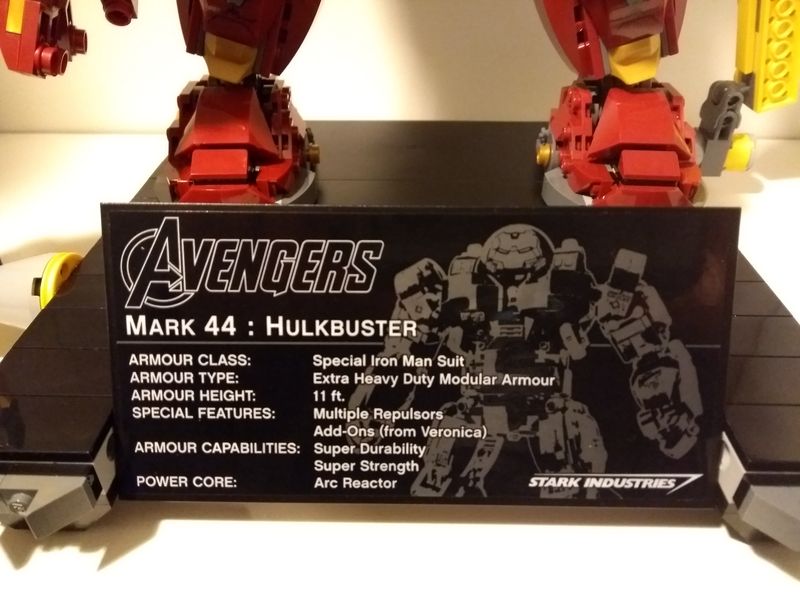 AVENGERS
MARK 44 : HULKBUSTER
ARMOUR CLASS: Special Iron Man Suit
ARMOUR TYPE: Extra Heavy Duty Modular Armour
ARMOUR HEIGHT: 11 ft.
SPECIAL FEATURES: Multiple Repulsors
Add-Ons (from Veronica)
ARMOUR CAPABILITIES: Super Durability
Super Strength
POWER CORE: Arc Reactor
STARK INDUSTRIES